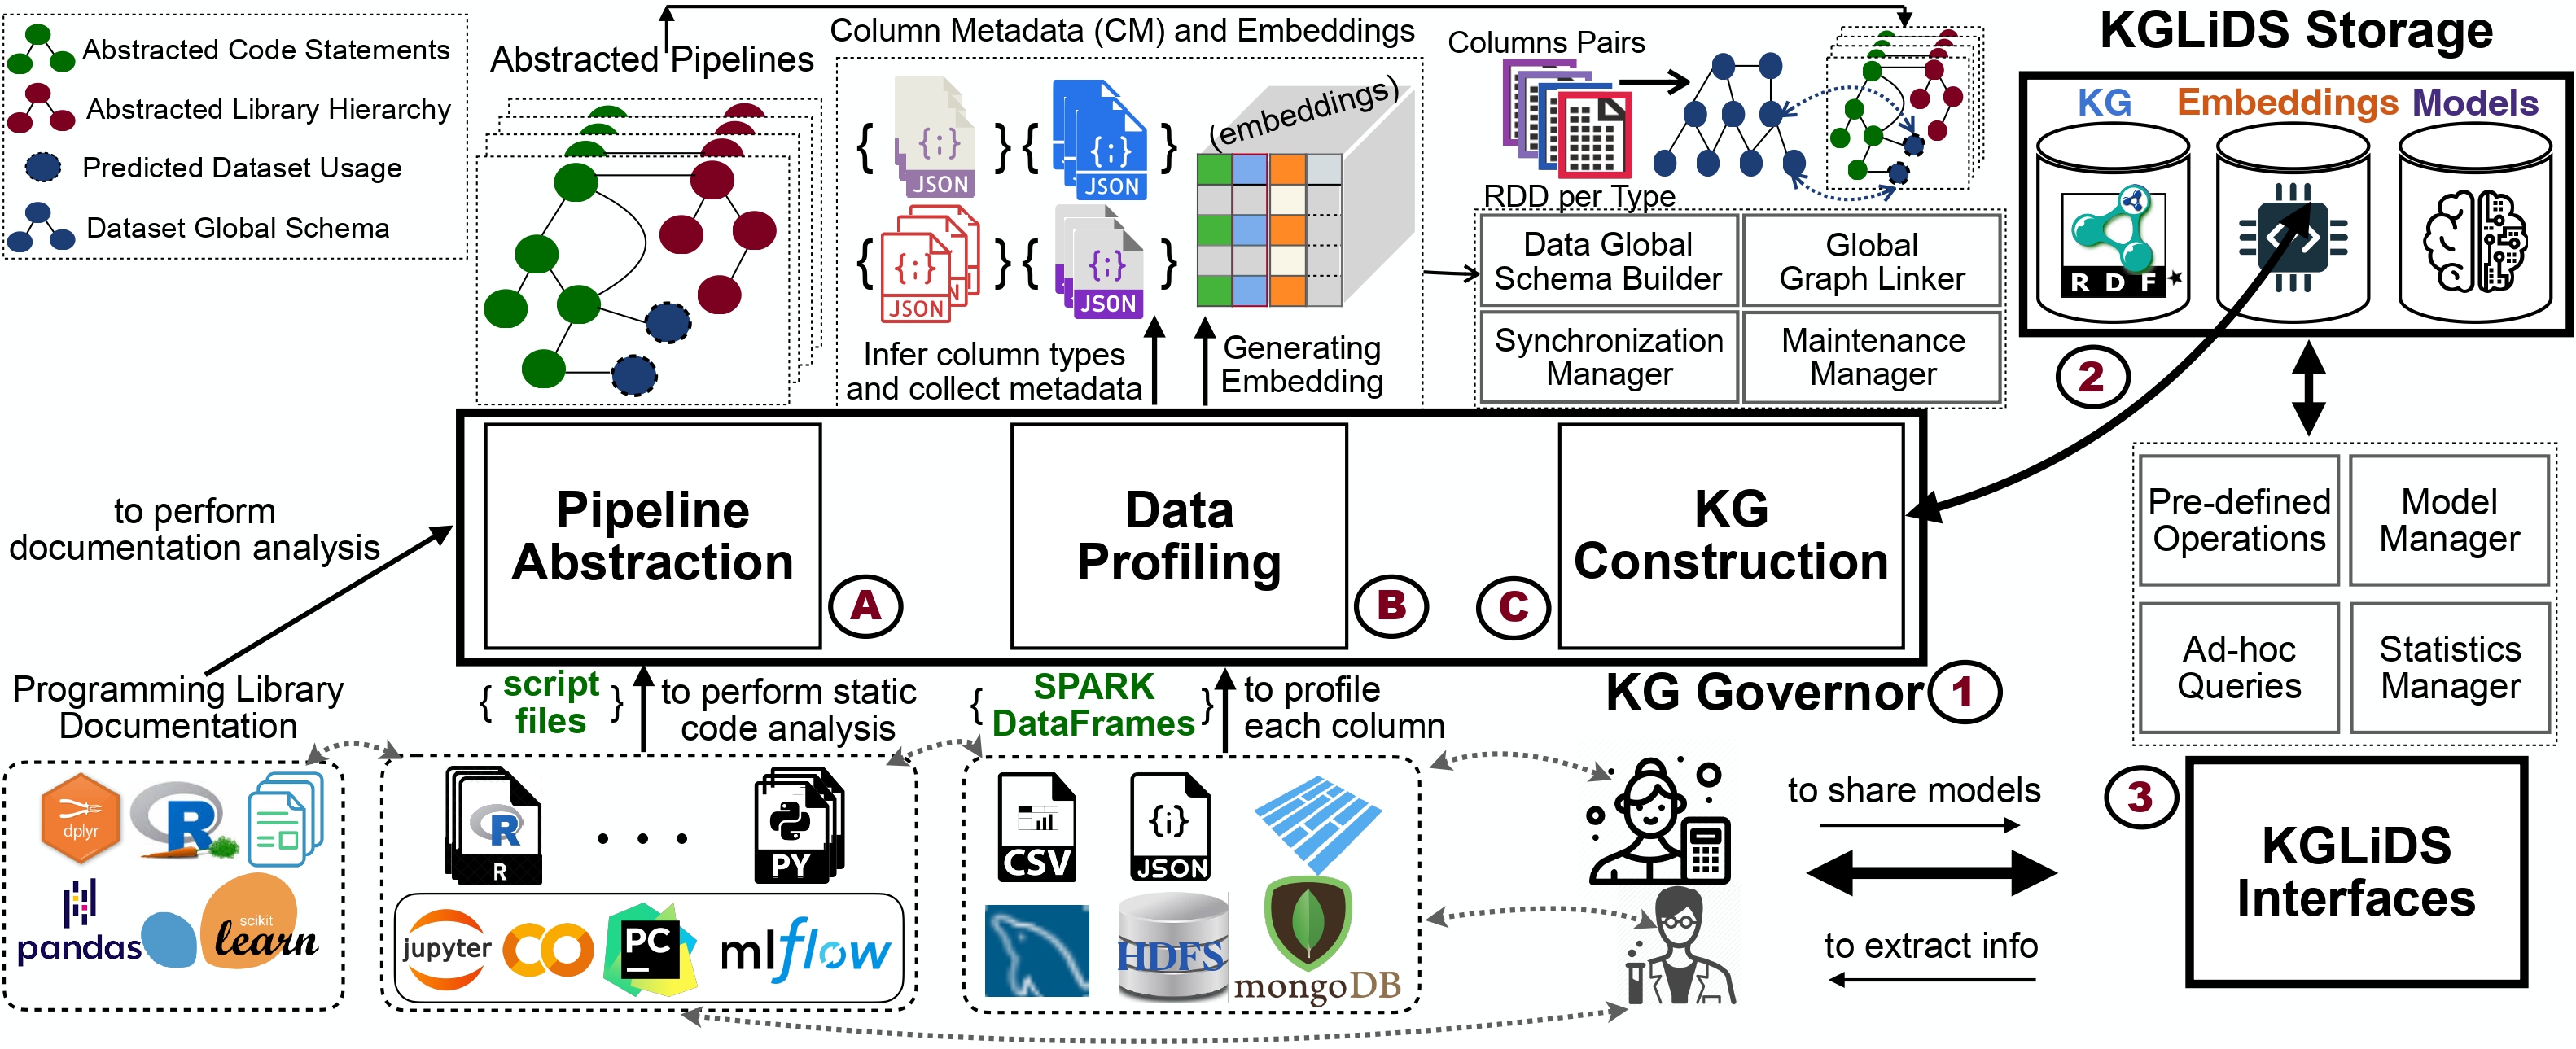 Abstracted Code Statements
Abstracted Library Hierarchy
Predicted Dataset Usage
Dataset Global Schema
Abstracted Pipelines
Column Metadata (CM) and Embeddings
{ {;} JSON } { {;} JSON }
{ {;} JSON N } { {;} JSON }
(embeddings)
Infer column types
and collect metadata
Generating
Embedding
Columns Pairs
RDD per Type
Data Global
Schema Builder
Global
Graph Linker
Synchronization
Manager
Maintenance
Manager
KGLiDS Storage
KG
Embeddings
Models
RDF
2
Pipeline
Abstraction
A
Data
Profiling
B
C
KG
Construction
KG Governor
1
to perform
documentation analysis
Programming Library
Documentation
{ script
files }
to perform static
code analysis
{ SPARK
DataFrames }
to profile
each column
dplyr
R
pandas
scikit
learn
R
R
. . .
PY
jupyter
CO
PC
mlflow
CSV
{i}
JSON
HDFS
mongoDB
to share models
to extract info
Pre-defined
Operations
Model
Manager
Ad-hoc
Queries
Statistics
Manager
3
KGLiDS
Interfaces